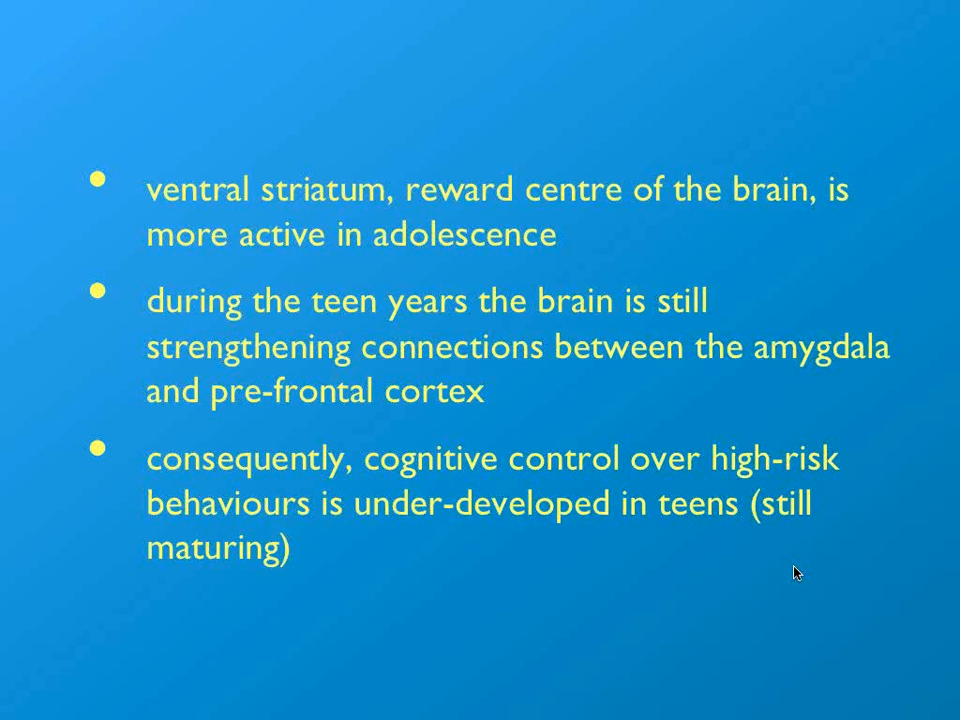 • ventral striatum, reward centre of the brain, is
more active in adolescence
• during the teen years the brain is still
strengthening connections between the amygdala
and pre-frontal cortex
• consequently, cognitive control over high-risk
behaviours is under-developed in teens (still
maturing)